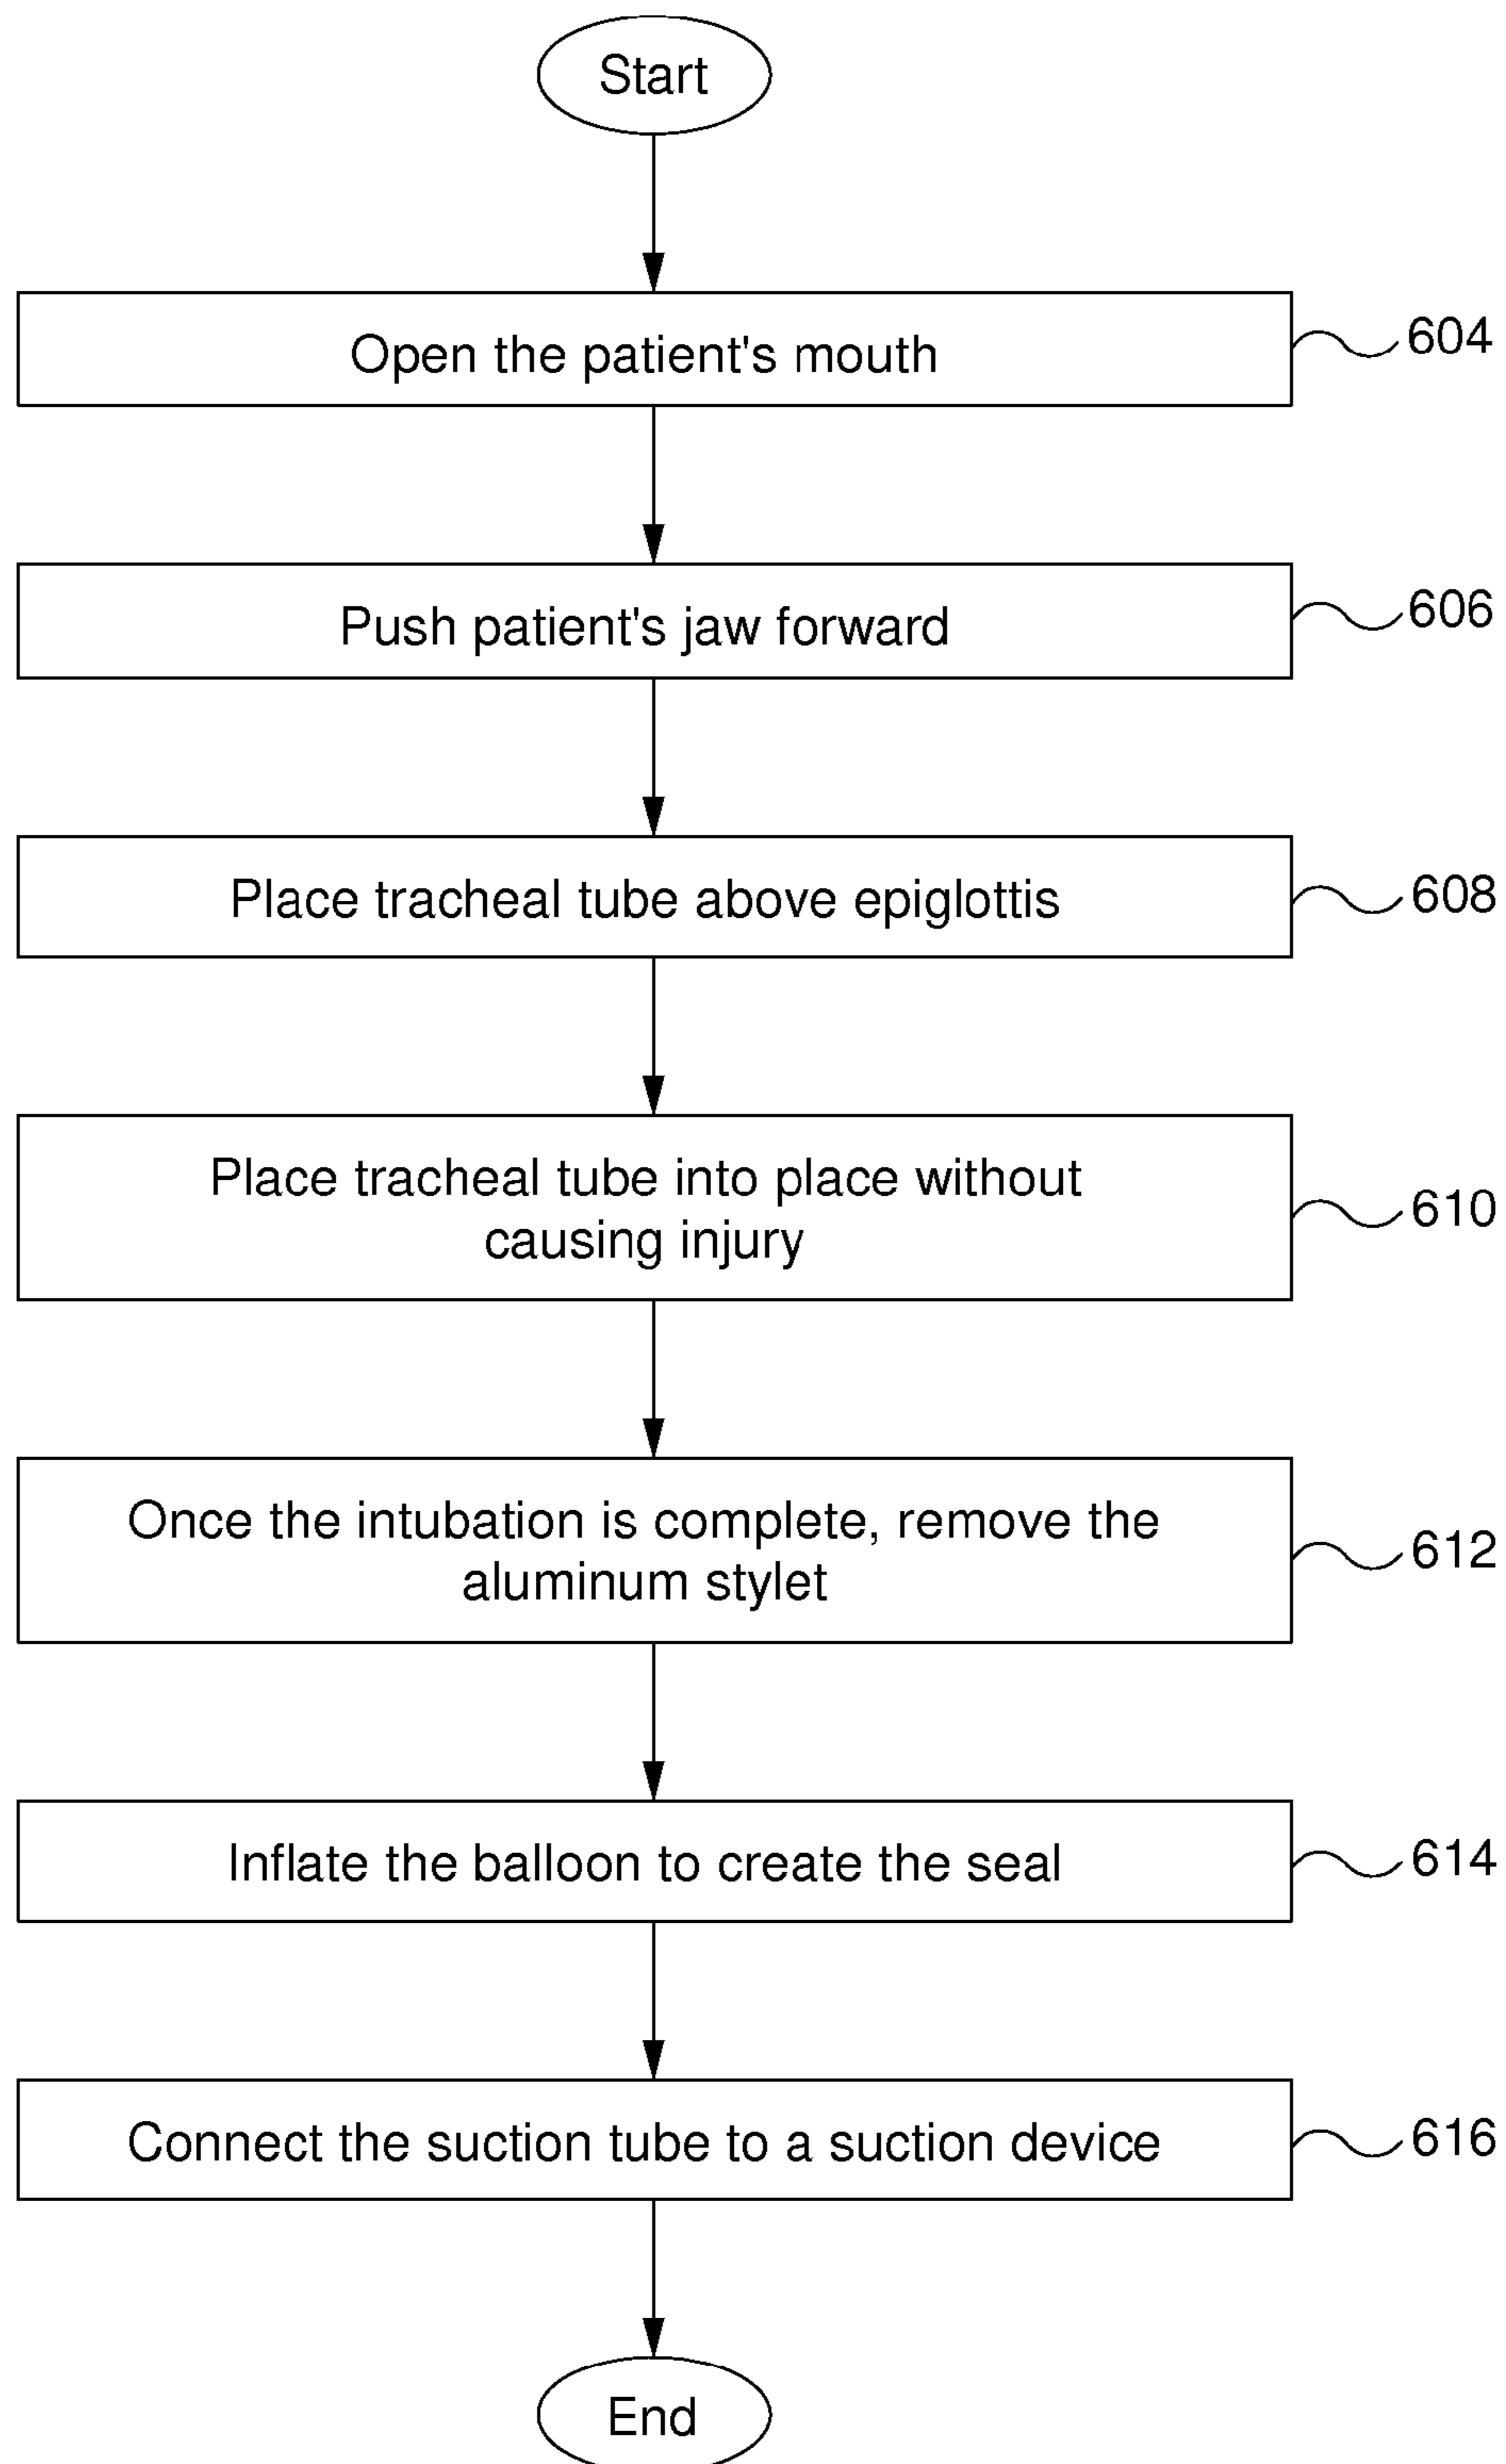 Start
Open the patient's mouth
604
Push patient's jaw forward
606
Place tracheal tube above epiglottis
608
Place tracheal tube into place without
causing injury
610
Once the intubation is complete, remove the
aluminum stylet
612
Inflate the balloon to create the seal
614
Connect the suction tube to a suction device
616
End